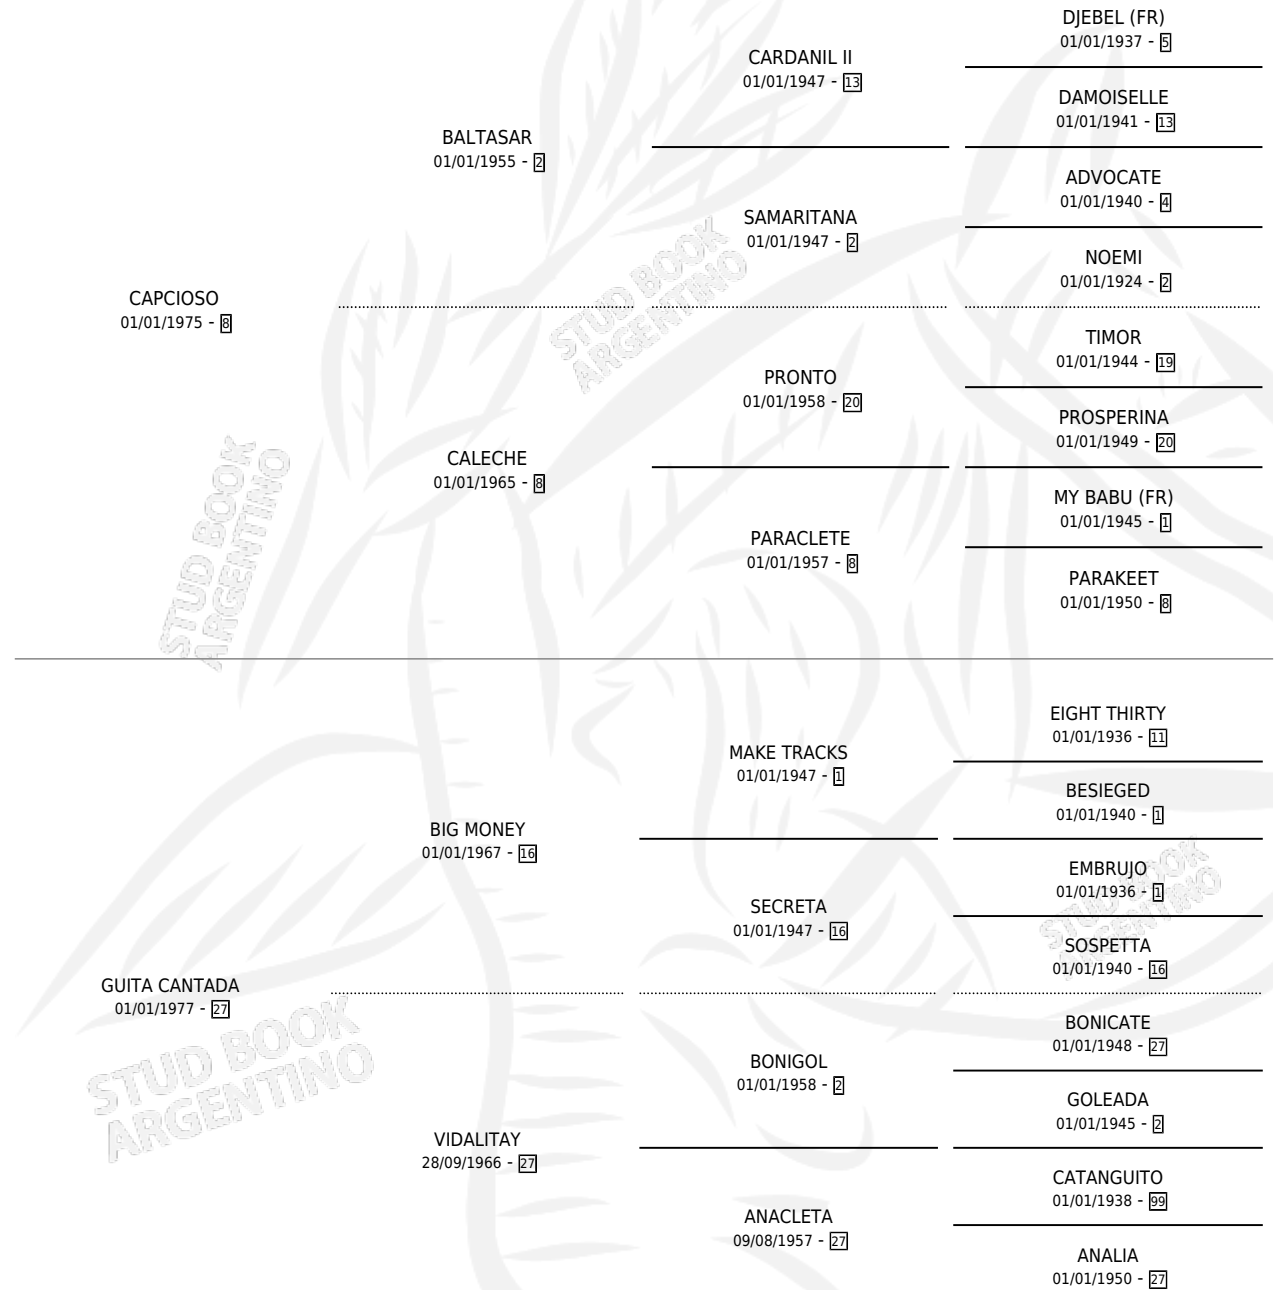 DJEBEL (FR)
01/01/1937 - 5
CARDANIL II
01/01/1947 - 13
DAMOISELLE
01/01/1941 - 13
BALTASAR
01/01/1955 - 2
ADVOCATE
01/01/1940 - 4
SAMARITANA
01/01/1947 - 2
NOEMI
01/01/1924 - 2
CAPCIOSO
01/01/1975 - 8
TIMOR
01/01/1944 - 19
PRONTO
01/01/1958 - 20
PROSPERINA
01/01/1949 - 20
CALECHE
01/01/1965 - 8
MY BABU (FR)
01/01/1945 - 1
PARACLETE
01/01/1957 - 8
PARAKEET
01/01/1950 - 8
EIGHT THIRTY
01/01/1936 - 11
MAKE TRACKS
01/01/1947 - 1
BESIEGED
01/01/1940 - 1
BIG MONEY
01/01/1967 - 16
EMBRUJO
01/01/1936 - 1
SECRETA
01/01/1947 - 16
SOSPETTA
01/01/1940 - 16
GUITA CANTADA
01/01/1977 - 27
BONICATE
01/01/1948 - 27
BONIGOL
01/01/1958 - 2
GOLEADA
01/01/1945 - 2
VIDALITAY
28/09/1966 - 27
CATANGUITO
01/01/1938 - 99
ANACLETA
09/08/1957 - 27
ANALIA
01/01/1950 - 27
STUD BOOK
ARGENTINO
STUD BOOK
ARGENTINO
STUD BOOK
ARGENTINO
STUD BOOK
ARGENTINO